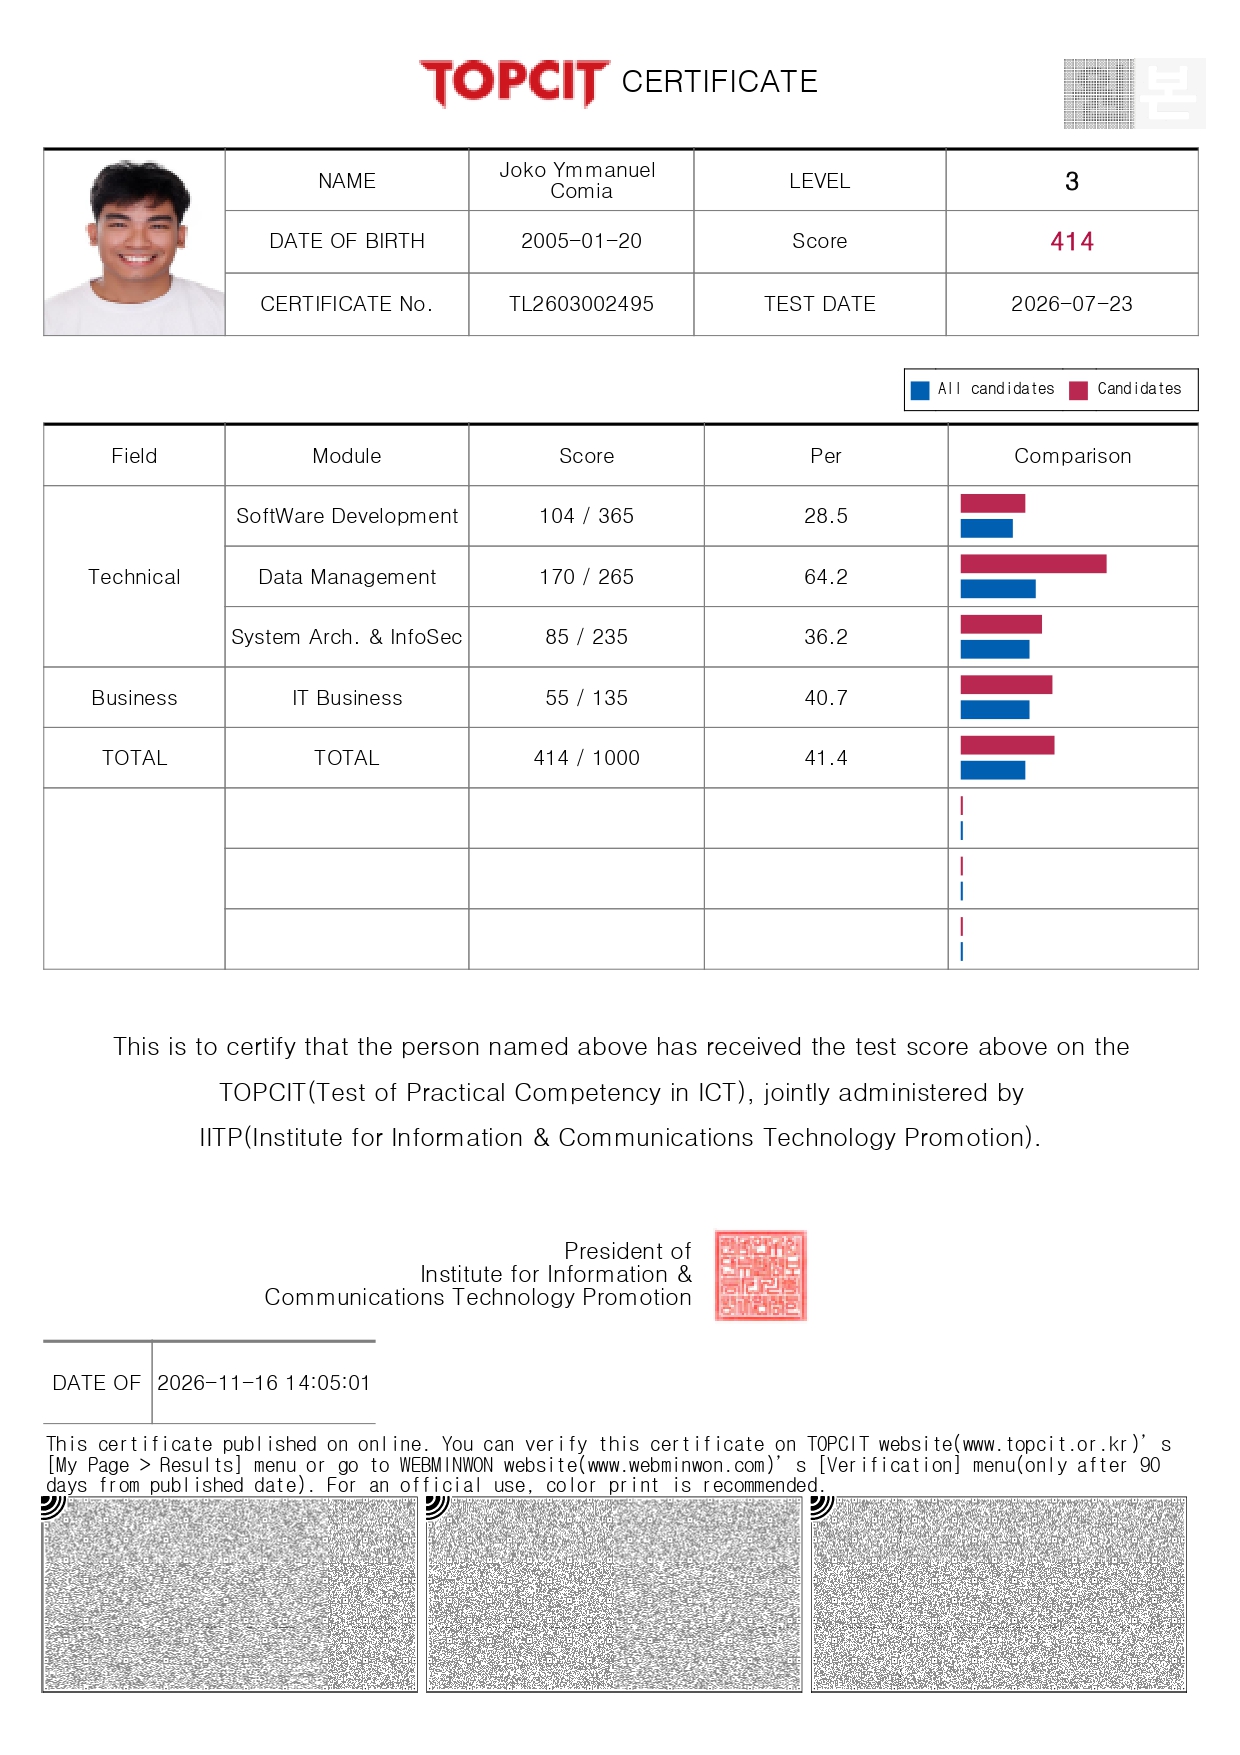 TOPCIT CERTIFICATE
본
NAME
Joko Ymmanuel
Comia
LEVEL
3
DATE OF BIRTH
2005-01-20
Score
414
CERTIFICATE No.
TL2603002495
TEST DATE
2026-07-23
All candidates
Candidates
Field Module Score Per Comparison
Technical
SoftWare Development 104 / 365 28.5
Data Management 170 / 265 64.2
System Arch. & InfoSec 85 / 235 36.2
Business IT Business 55 / 135 40.7
TOTAL TOTAL 414 / 1000 41.4
This is to certify that the person named above has received the test score above on the
TOPCIT(Test of Practical Competency in ICT), jointly administered by
IITP(Institute for Information & Communications Technology Promotion).
President of
Institute for Information &
Communications Technology Promotion
DATE OF 2026-11-16 14:05:01
This certificate published on online. You can verify this certificate on TOPCIT website(www.topcit.or.kr)’s
[My Page > Results] menu or go to WEBMINWON website(www.webminwon.com)’s [Verification] menu(only after 90
days from published date). For an official use, color print is recommended.